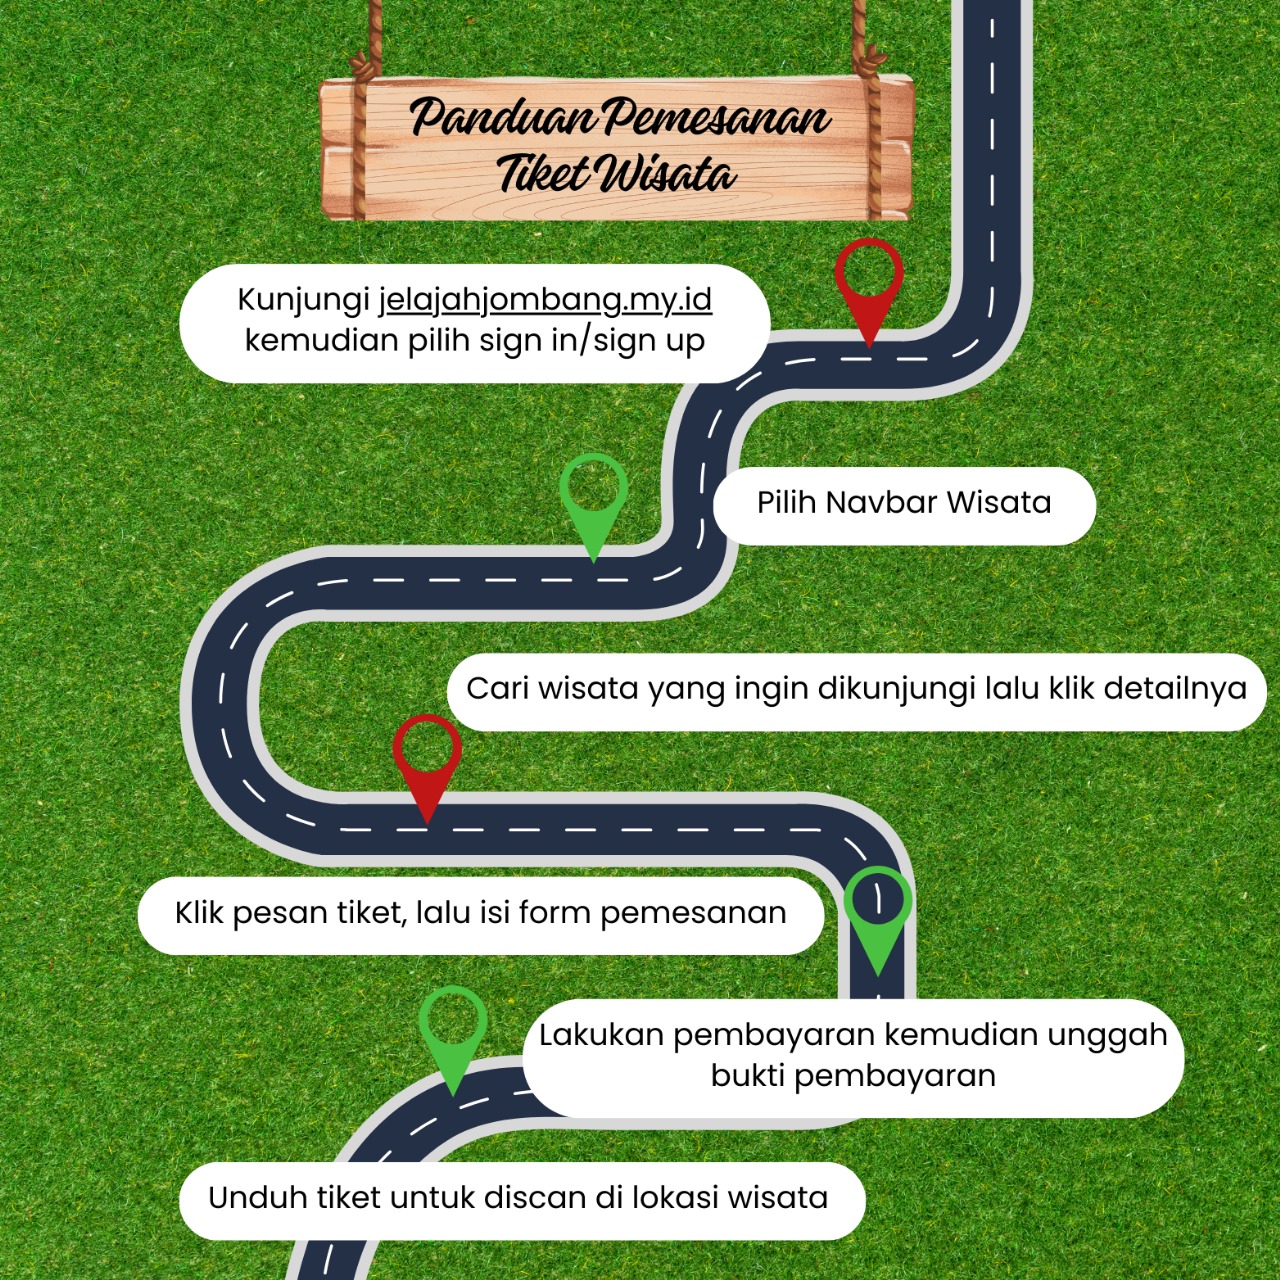 Panduan Pemesanan
Tiket Wisata
Kunjungi jelajahjombang.my.id
kemudian pilih sign in/sign up
Pilih Navbar Wisata
Cari wisata yang ingin dikunjungi lalu klik detailnya
Klik pesan tiket, lalu isi form pemesanan
Lakukan pembayaran kemudian unggah
bukti pembayaran
Unduh tiket untuk discan di lokasi wisata